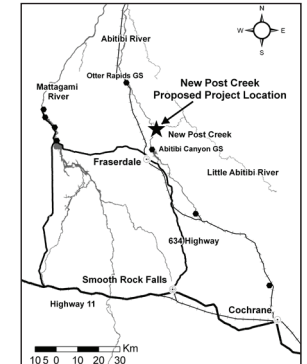 N
W E
S
Abitibi River
Otter Rapids GS
Mattagami
River
New Post Creek
Proposed Project Location
New Post Creek
Abitibi Canyon GS
Fraserdale
Little Abitibi River
634 Highway
Smooth Rock Falls
Highway 11
Cochrane
Km
10 5 0 10 20 30